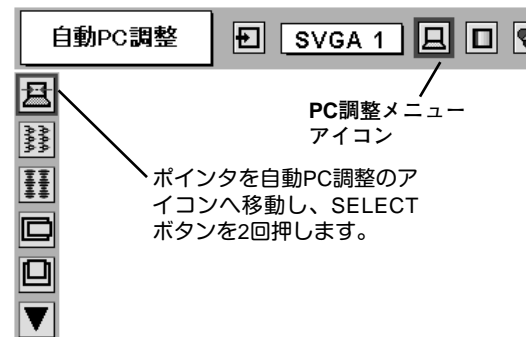 自動PC調整
SVGA 1
PC調整メニュー
アイコン
ポインタを自動PC調整のア
イコンへ移動し、SELECT
ボタンを2回押します。